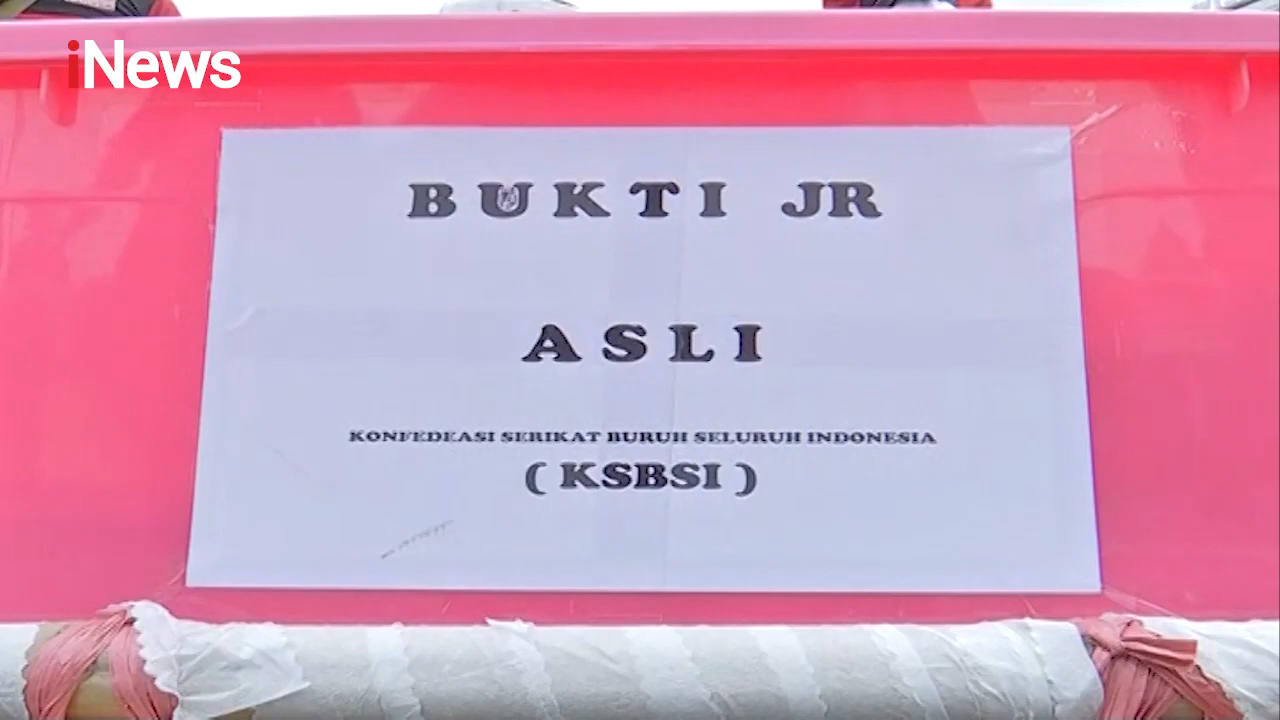 iNews
BUKTI JR
ASLI
KONFEDEASI SERIKAT BURUH SELURUH INDONESIA
( KSBSI )